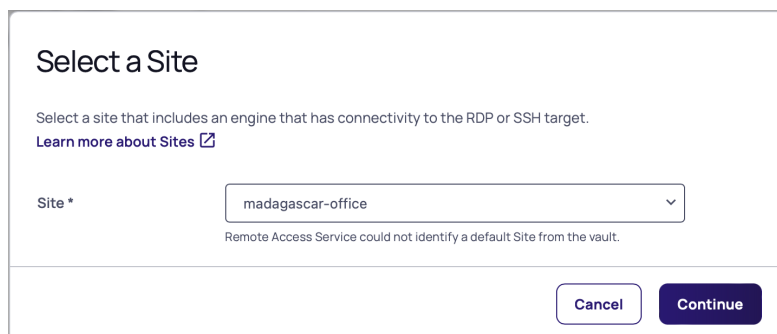 Select a Site
Select a site that includes an engine that has connectivity to the RDP or SSH target.
Learn more about Sites
Site *
madagascar-office
Remote Access Service could not identify a default Site from the vault.
Cancel
Continue